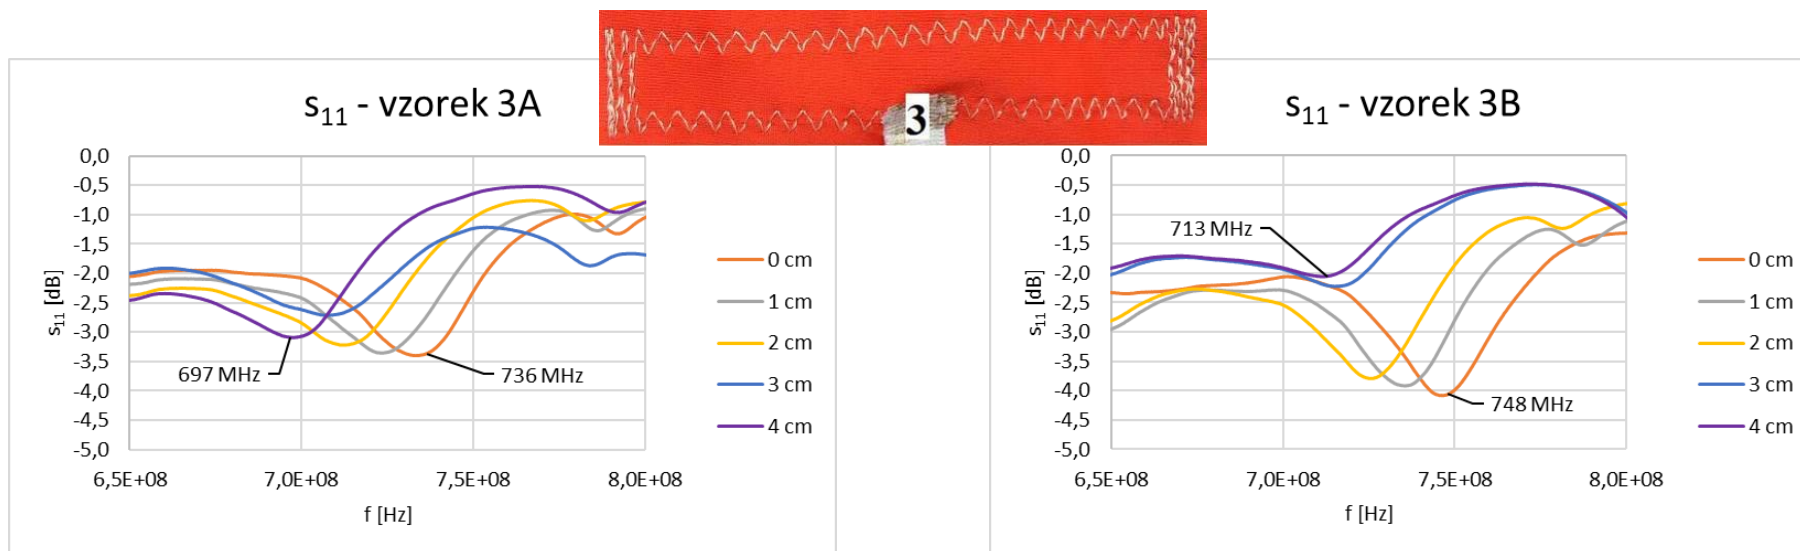 s₁₁ - vzorek 3A
0,0
-0,5
-1,0
-1,5
-2,0
-2,5
-3,0
-3,5
-4,0
-4,5
-5,0
s₁₁ [dB]
697 MHz
736 MHz
6,5E+08 7,0E+08 7,5E+08 8,0E+08
f [Hz]
0 cm
1 cm
2 cm
3 cm
4 cm
3
s₁₁ - vzorek 3B
0,0
-0,5
-1,0
-1,5
-2,0
-2,5
-3,0
-3,5
-4,0
-4,5
-5,0
s₁₁ [dB]
713 MHz
748 MHz
6,5E+08 7,0E+08 7,5E+08 8,0E+08
f [Hz]
0 cm
1 cm
2 cm
3 cm
4 cm